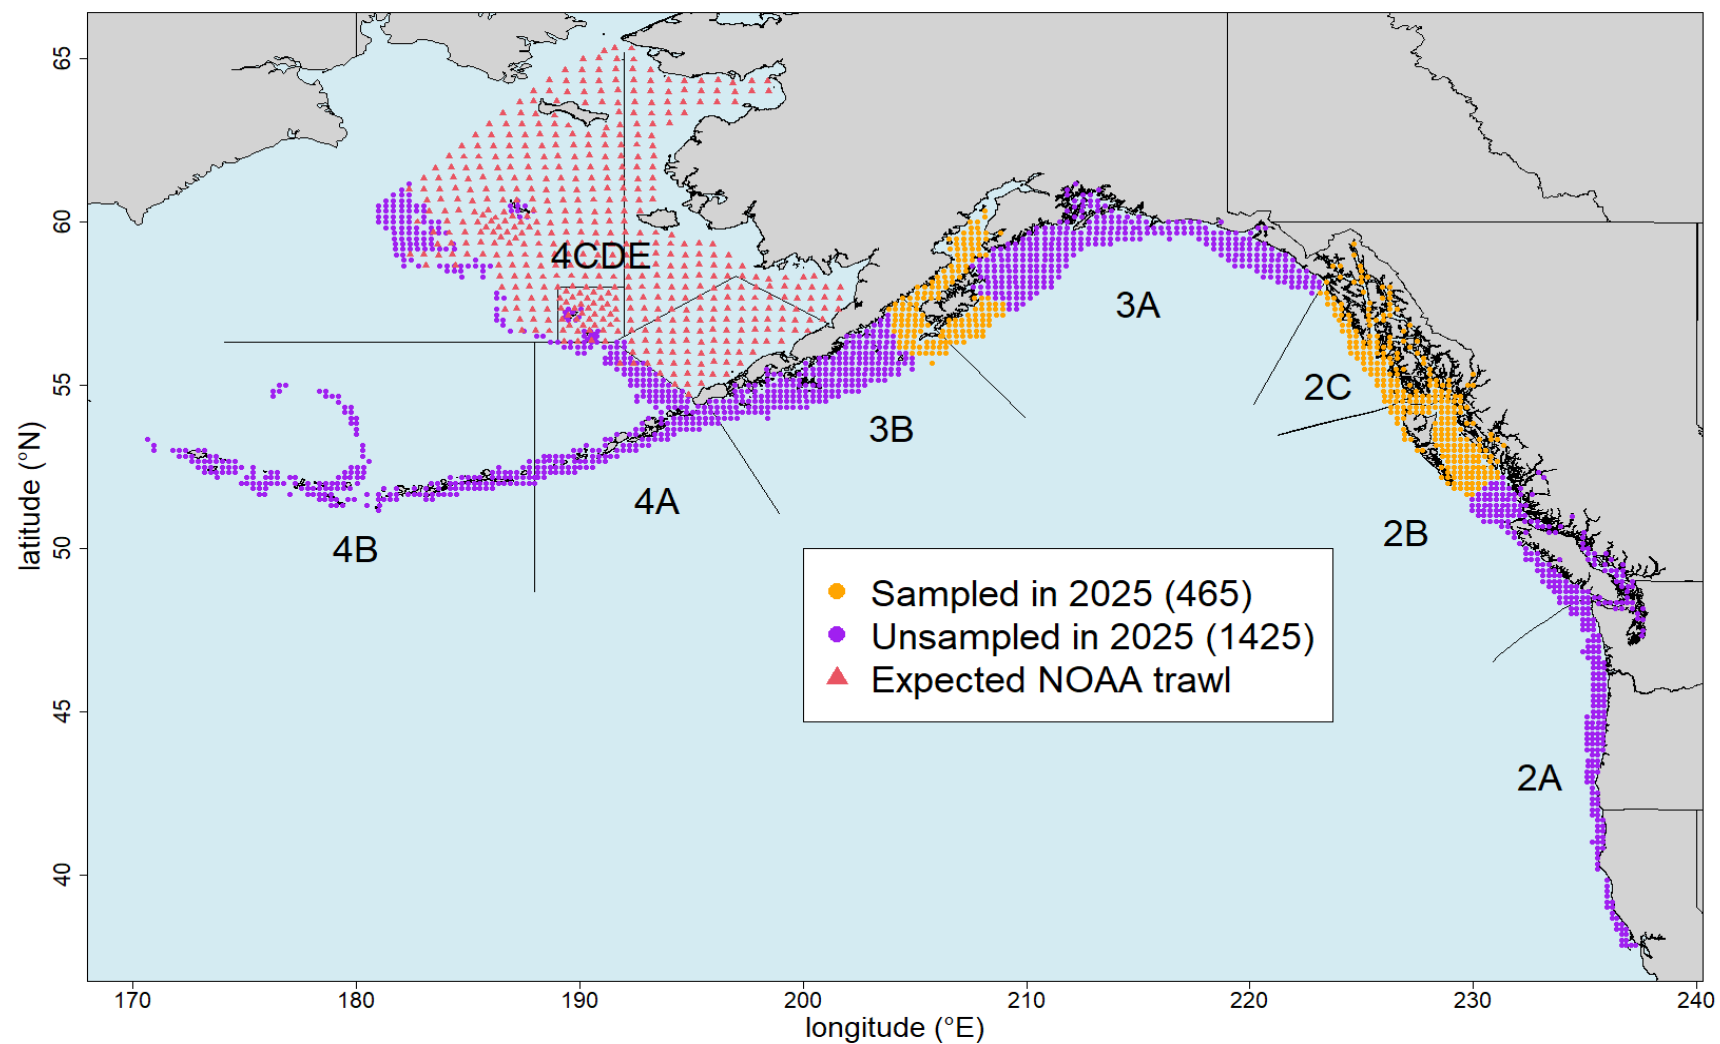 65
60
55
50
45
40
latitude (°N)
4CDE
3A
2C
3B
4A
2B
4B
Sampled in 2025 (465)
Unsampled in 2025 (1425)
Expected NOAA trawl
2A
170
180
190
200
210
220
230
240
longitude (°E)